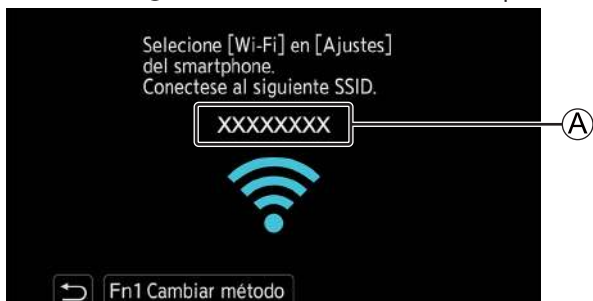 Selecione [Wi-Fi] en [Ajustes]
del smartphone.
Conectese al siguiente SSID.
XXXXXXXX
A
Fn1 Cambiar método